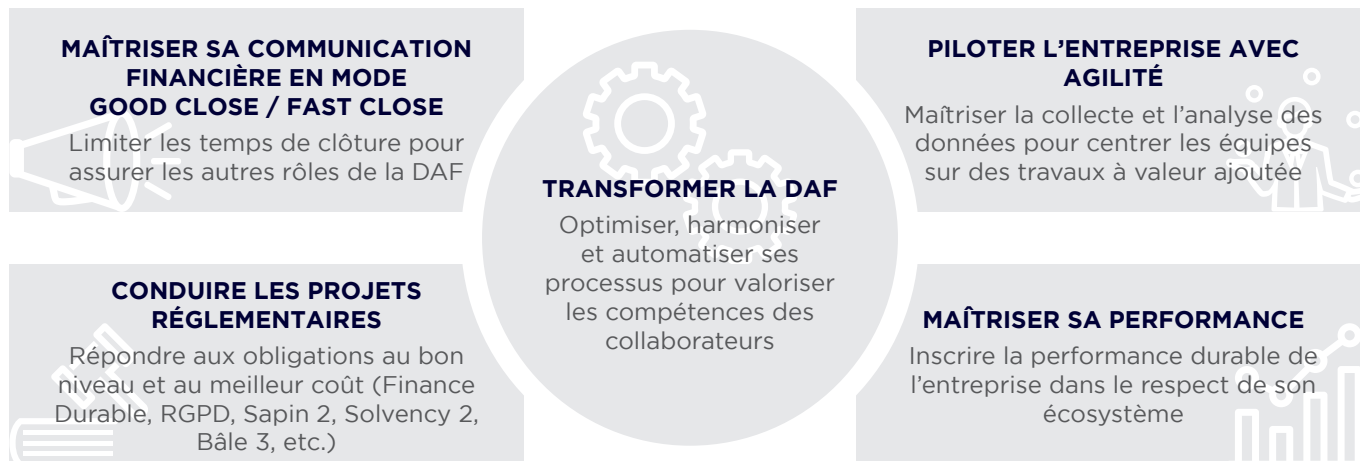 MAÎTRISER SA COMMUNICATION
FINANCIÈRE EN MODE
GOOD CLOSE / FAST CLOSE
Limiter les temps de clôture pour
assurer les autres rôles de la DAF
CONDUIRE LES PROJETS
RÉGLEMENTAIRES
Répondre aux obligations au bon
niveau et au meilleur coût (Finance
Durable, RGPD, Sapin 2, Solvency 2,
Bâle 3, etc.)
TRANSFORMER LA DAF
Optimiser, harmoniser
et automatiser ses
processus pour valoriser
les compétences des
collaborateurs
PILOTER L’ENTREPRISE AVEC
AGILITÉ
Maîtriser la collecte et l’analyse des
données pour centrer les équipes
sur des travaux à valeur ajoutée
MAÎTRISER SA PERFORMANCE
Inscrire la performance durable de
l’entreprise dans le respect de son
écosystème